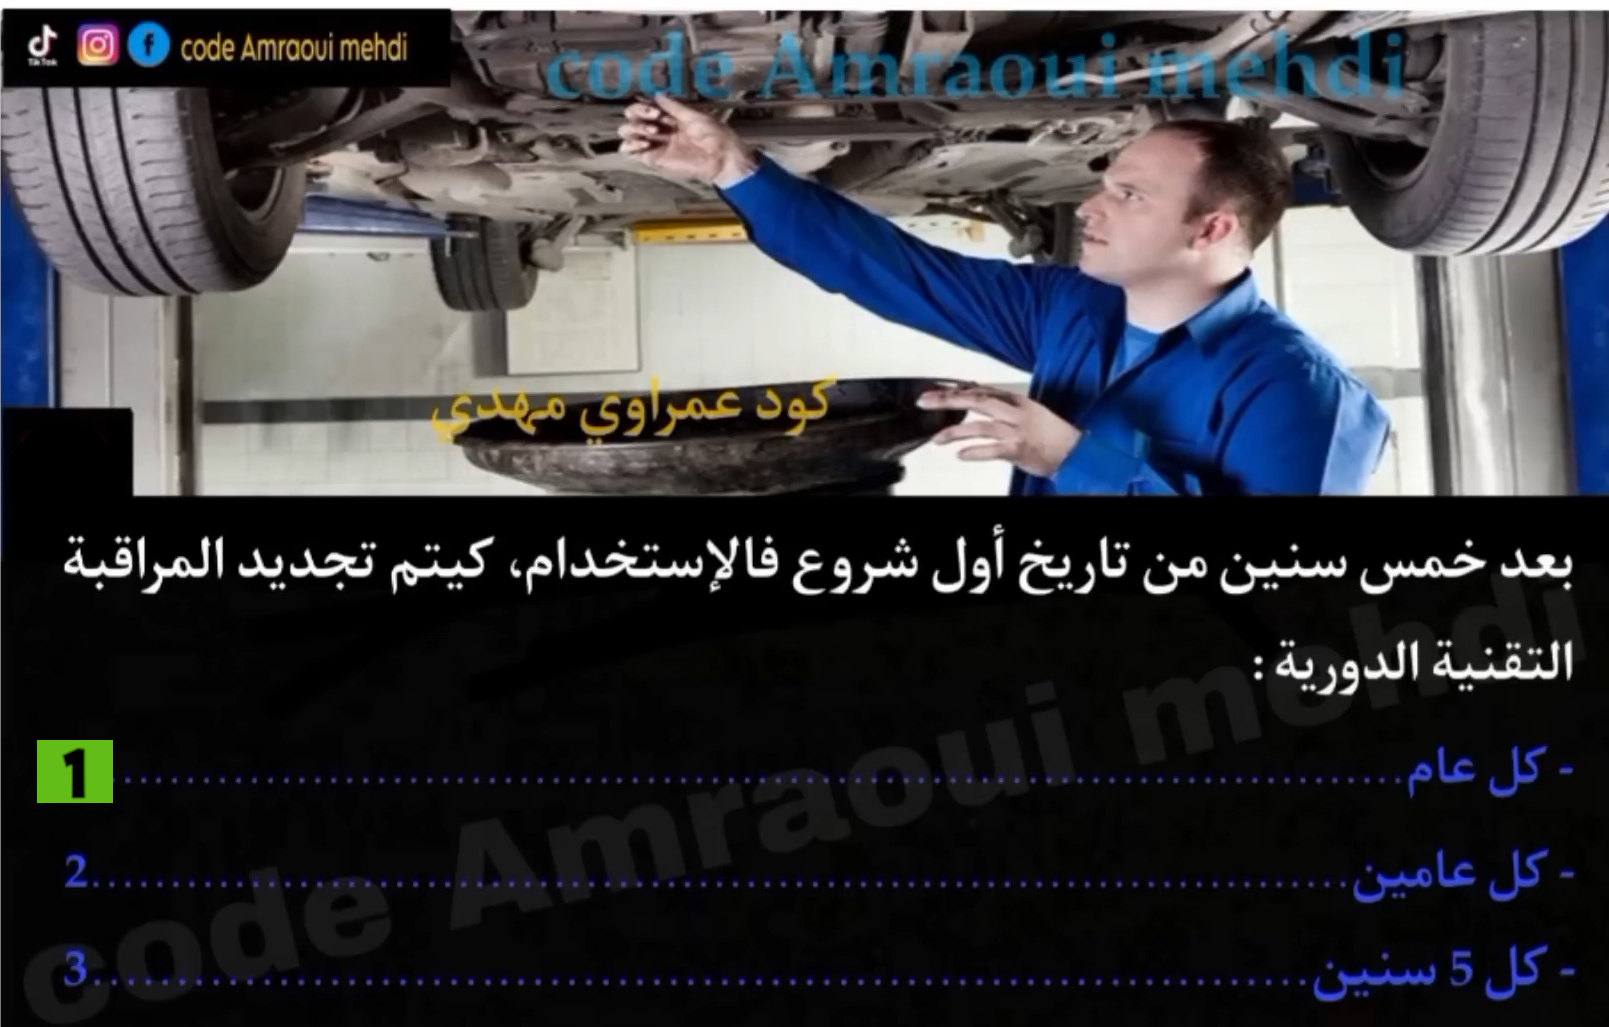 TikTok
code Amraoui mehdi
code Amraoui mehdi
كود عمراوي مهدي
بعد خمس سنين من تاريخ أول شروع فالإستخدام، كيتم تجديد المراقبة
التقنية الدورية :
- كل عام 1
- كل عامين 2
- كل 5 سنين 3
code Amraoui mehdi